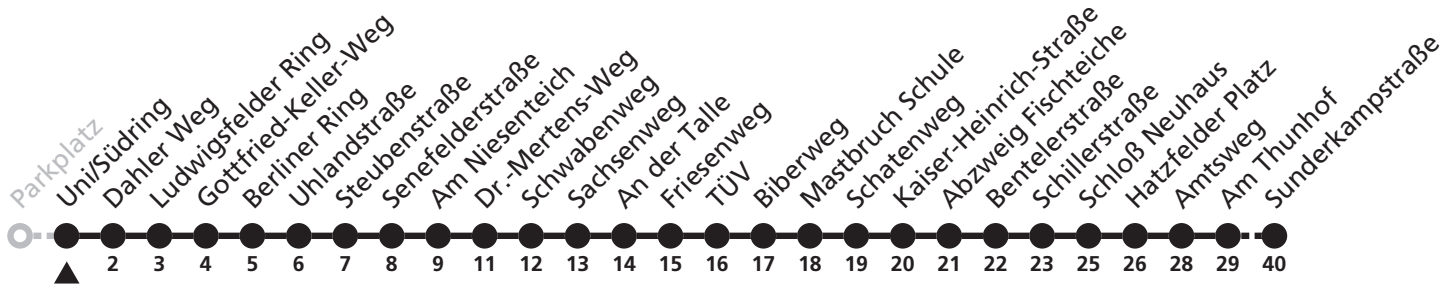 Parkplatz
Uni/Südring
Dahler Weg
Ludwigsfelder Ring
Gottfried-Keller-Weg
Berliner Ring
Uhlandstraße
Steubenstraße
Senefelderstraße
Am Niesenteich
Dr.-Mertens-Weg
Schwabenweg
Sachsenweg
An der Talle
Friesenweg
TÜV
Biberweg
Mastbruch Schule
Schatenweg
Kaiser-Heinrich-Straße
Abzweig Fischteiche
Bentelerstraße
Schillerstraße
Schloß Neuhaus
Hatzfelder Platz
Amtsweg
Am Thunhof
Sunderkampstraße
2 3 4 5 6 7 8 9 11 12 13 14 15 16 17 18 19 20 21 22 23 25 26 28 29 40